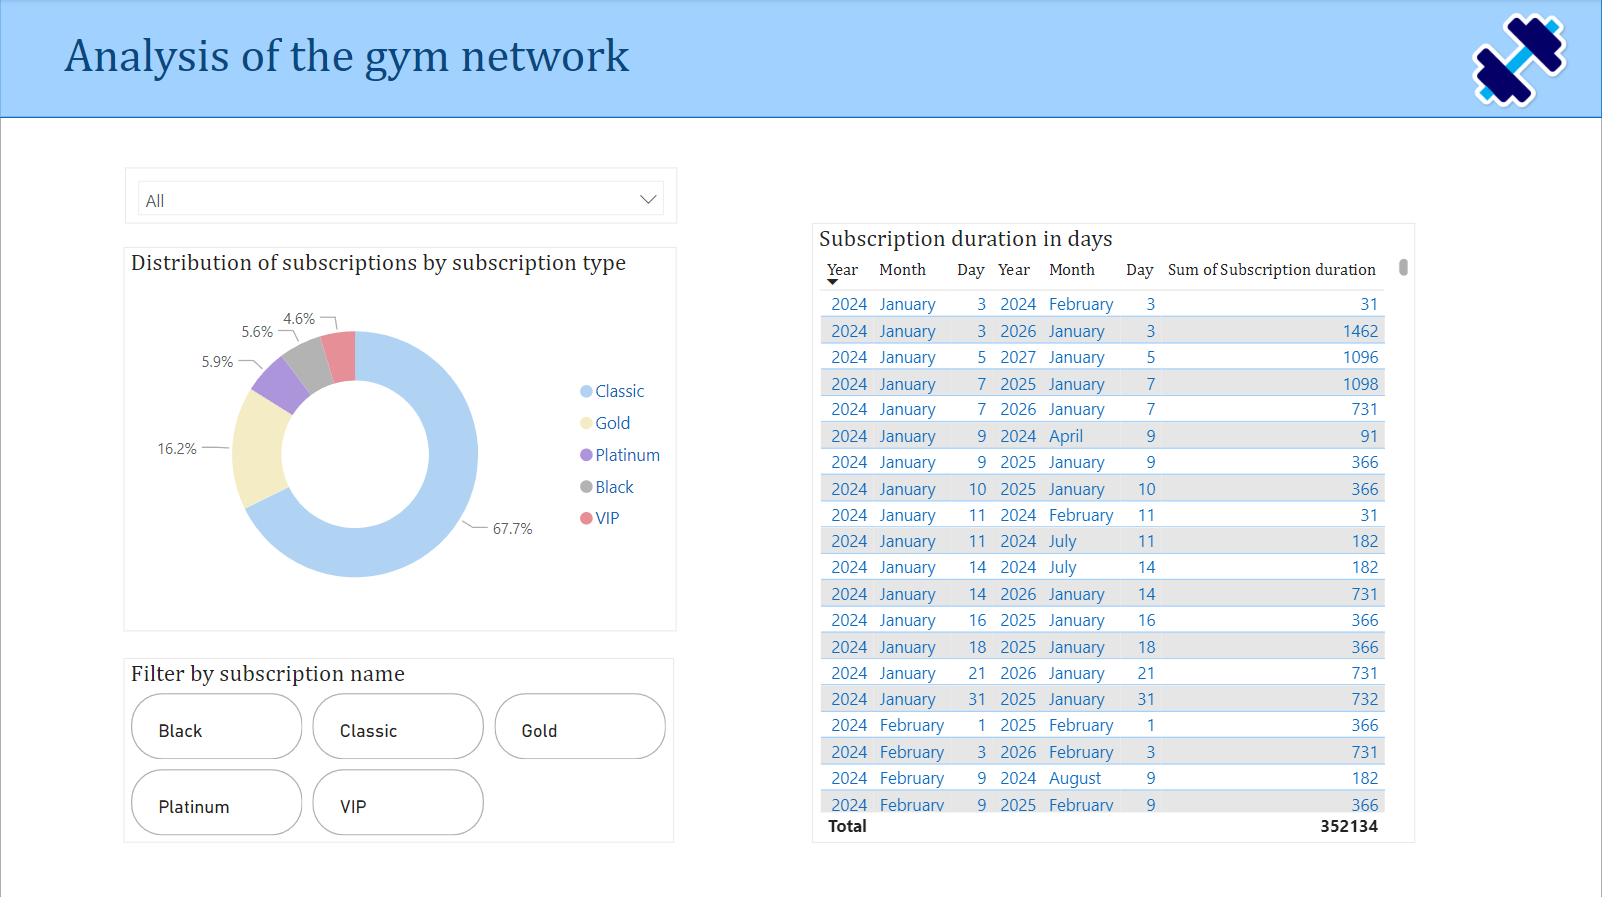 Analysis of the gym network
All
Distribution of subscriptions by subscription type
4.6%
5.6%
5.9%
16.2%
67.7%
Classic
Gold
Platinum
Black
VIP
Filter by subscription name
Black Classic Gold
Platinum VIP
Subscription duration in days
Year Month Day Year Month Day Sum of Subscription duration
2024 January 3 2024 February 3 31
2024 January 3 2026 January 3 1462
2024 January 5 2027 January 5 1096
2024 January 7 2025 January 7 1098
2024 January 7 2026 January 7 731
2024 January 9 2024 April 9 91
2024 January 9 2025 January 9 366
2024 January 10 2025 January 10 366
2024 January 11 2024 February 11 31
2024 January 11 2024 July 11 182
2024 January 14 2024 July 14 182
2024 January 14 2026 January 14 731
2024 January 16 2025 January 16 366
2024 January 18 2025 January 18 366
2024 January 21 2026 January 21 731
2024 January 31 2025 January 31 732
2024 February 1 2025 February 1 366
2024 February 3 2026 February 3 731
2024 February 9 2024 August 9 182
2024 February 9 2025 February 9 366
Total 352134